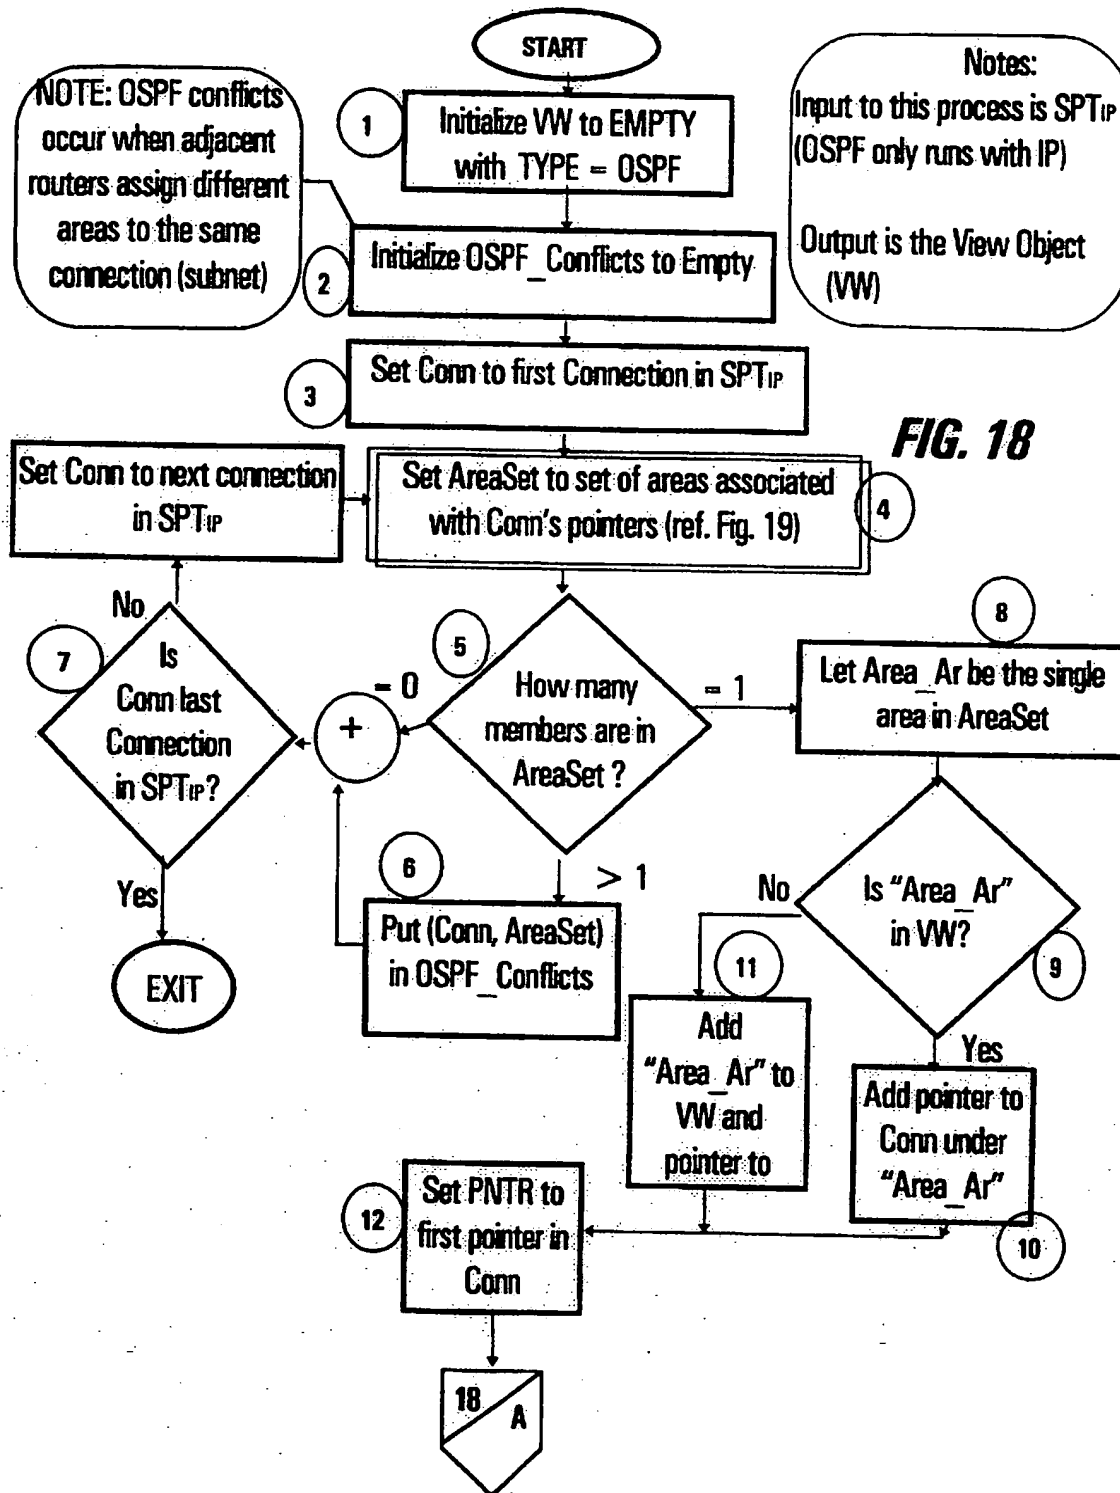 START
NOTE: OSPF conflicts
occur when adjacent
routers assign different
areas to the same
connection (subnet)
Notes:
Input to this process is SPTIP
(OSPF only runs with IP)
Output is the View Object
(VW)
1
Initialize VW to EMPTY
with TYPE = OSPF
2
Initialize OSPF_Conflicts to Empty
3
Set Conn to first Connection in SPTIP
FIG. 18
Set Conn to next connection
in SPTIP
Set AreaSet to set of areas associated
with Conn's pointers (ref. Fig. 19)
4
No
7
Is
Conn last
Connection
in SPTIP?
Yes
EXIT
+
= 0
5
How many
members are in
AreaSet ?
= 1
> 1
8
Let Area_Ar be the single
area in AreaSet
6
Put (Conn, AreaSet)
in OSPF_Conflicts
No
Is "Area_Ar"
in VW?
9
Yes
11
Add
"Area_Ar" to
VW and
pointer to
Add pointer to
Conn under
"Area_Ar"
10
12
Set PNTR to
first pointer in
Conn
18
A